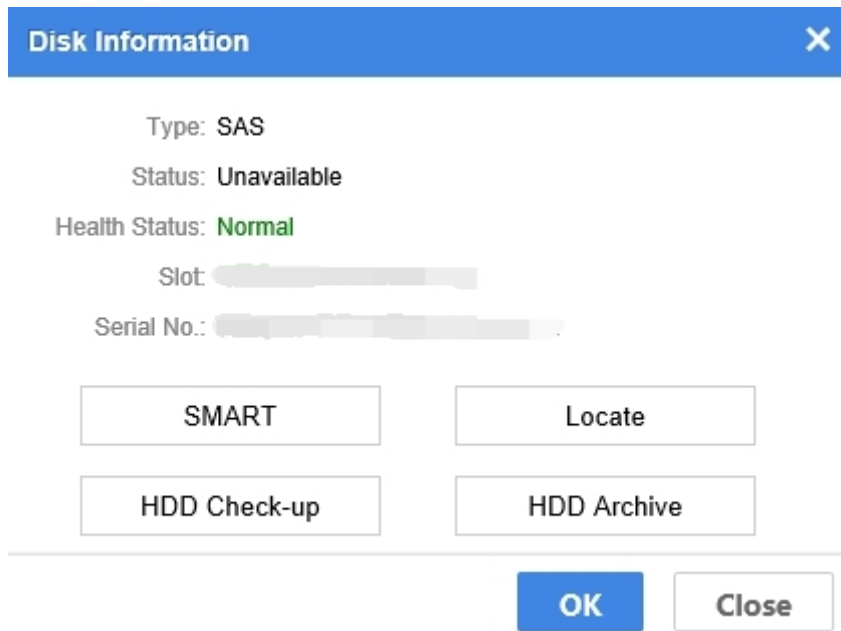 Disk Information
Type: SAS
Status: Unavailable
Health Status: Normal
Slot:
Serial No.:
SMART
Locate
HDD Check-up
HDD Archive
OK
Close